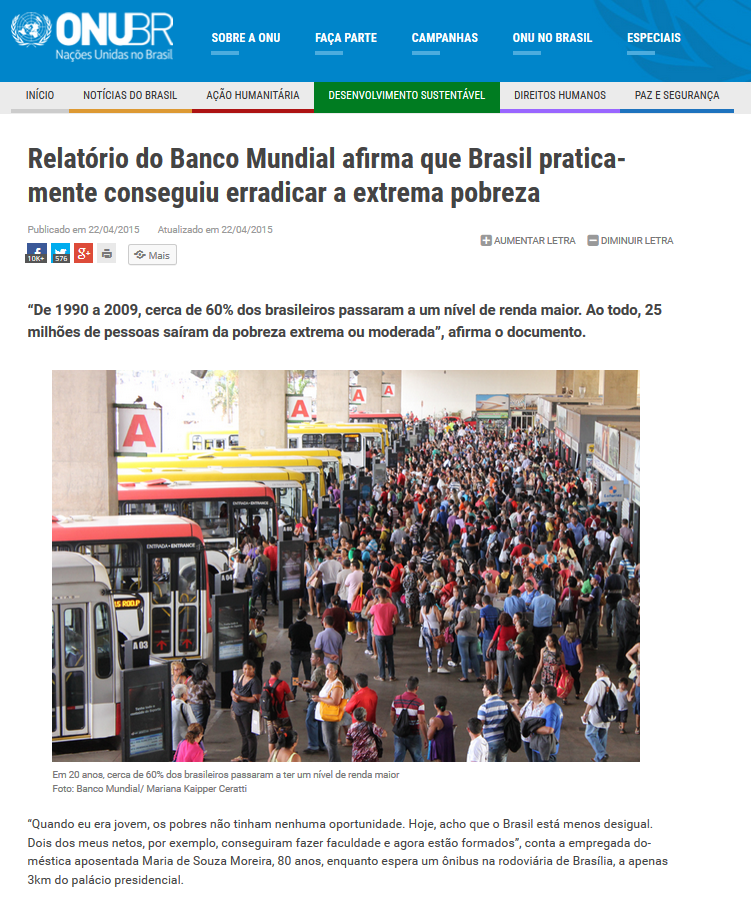 ONUBR
Nações Unidas no Brasil
SOBRE A ONU
FAÇA PARTE
CAMPANHAS
ONU NO BRASIL
ESPECIAIS
INÍCIO
NOTÍCIAS DO BRASIL
AÇÃO HUMANITÁRIA
DESENVOLVIMENTO SUSTENTÁVEL
DIREITOS HUMANOS
PAZ E SEGURANÇA
Relatório do Banco Mundial afirma que Brasil pratica-
mente conseguiu erradicar a extrema pobreza
Publicado em 22/04/2015 Atualizado em 22/04/2015
10K+
576
g+
Mais
AUMENTAR LETRA
DIMINUIR LETRA
“De 1990 a 2009, cerca de 60% dos brasileiros passaram a um nível de renda maior. Ao todo, 25
milhões de pessoas saíram da pobreza extrema ou moderada”, afirma o documento.
A
A
A
A
ENTRADA • ENTRANCE
ENTRADA • ENTRANCE
A 04
A 03
Em 20 anos, cerca de 60% dos brasileiros passaram a ter um nível de renda maior
Foto: Banco Mundial/ Mariana Kaipper Ceratti
“Quando eu era jovem, os pobres não tinham nenhuma oportunidade. Hoje, acho que o Brasil está menos desigual.
Dois dos meus netos, por exemplo, conseguiram fazer faculdade e agora estão formados”, conta a empregada do-
méstica aposentada Maria de Souza Moreira, 80 anos, enquanto espera um ônibus na rodoviária de Brasília, a apenas
3km do palácio presidencial.